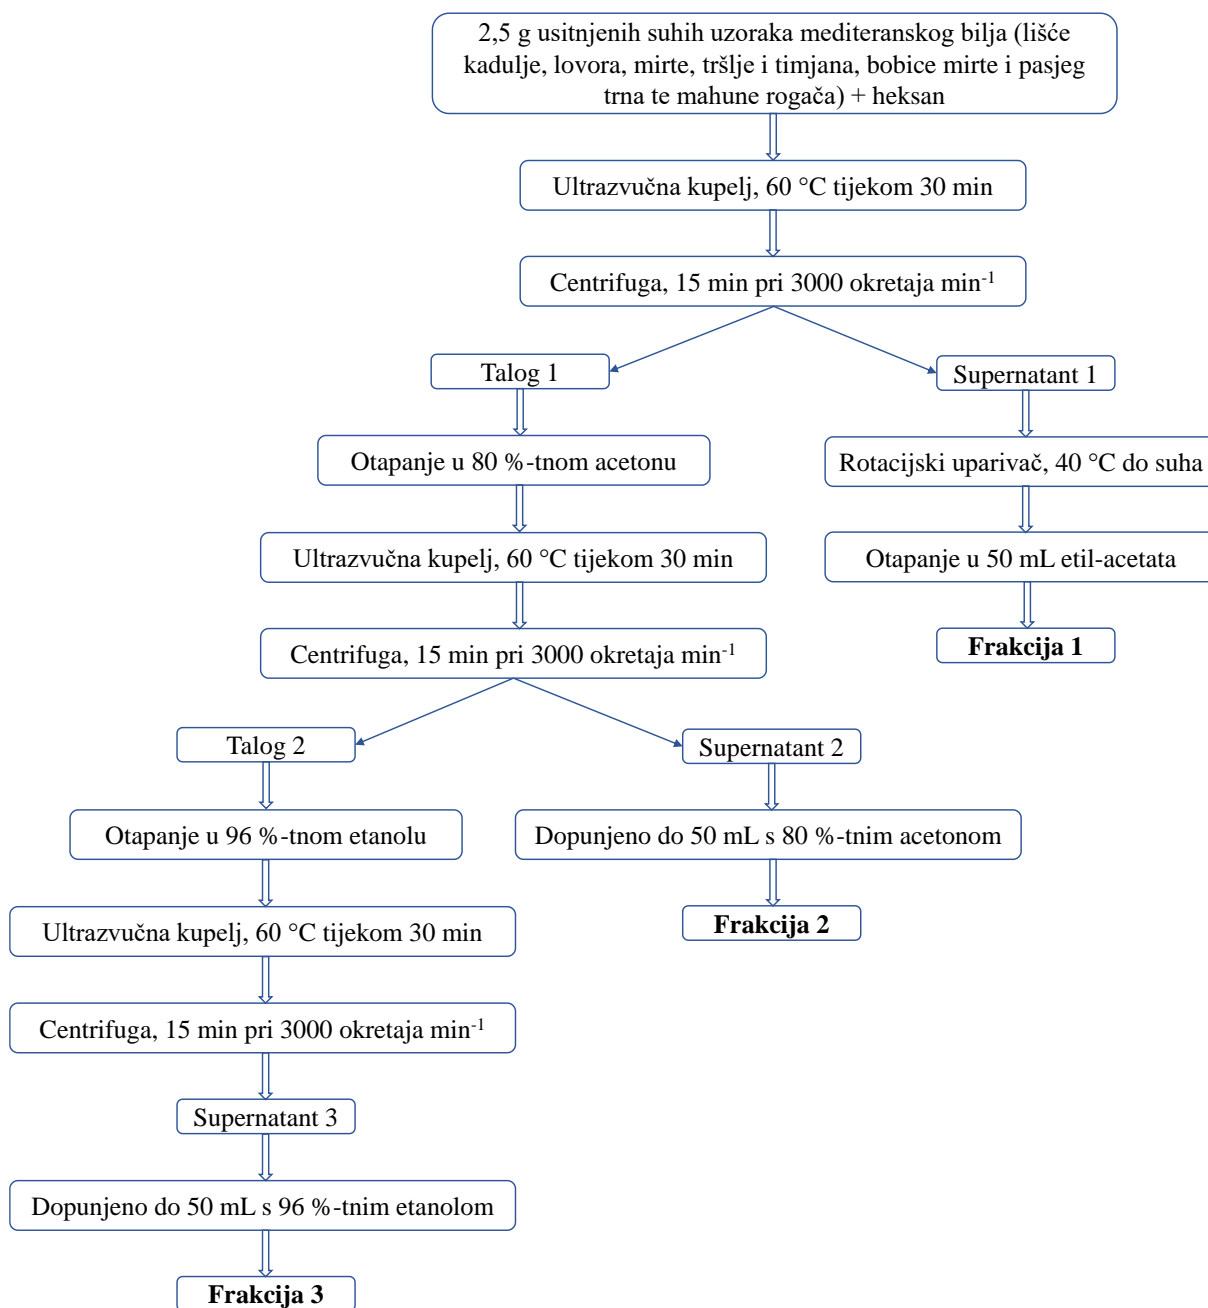 2,5 g usitnjenih suhih uzoraka mediteranskog bilja (lišće
kadulje, lovora, mirte, tršlje i timjana, bobice mirte i pasjeg
trna te mahune rogača) + heksan
Ultrazvučna kupelj, 60 °C tijekom 30 min
Centrifuga, 15 min pri 3000 okretaja min⁻¹
Talog 1
Supernatant 1
Otapanje u 80 %-tnom acetonu
Rotacijski uparivač, 40 °C do suha
Ultrazvučna kupelj, 60 °C tijekom 30 min
Otapanje u 50 mL etil-acetata
Centrifuga, 15 min pri 3000 okretaja min⁻¹
Frakcija 1
Talog 2
Supernatant 2
Otapanje u 96 %-tnom etanolu
Dopunjeno do 50 mL s 80 %-tnim acetonom
Ultrazvučna kupelj, 60 °C tijekom 30 min
Frakcija 2
Centrifuga, 15 min pri 3000 okretaja min⁻¹
Supernatant 3
Dopunjeno do 50 mL s 96 %-tnim etanolom
Frakcija 3